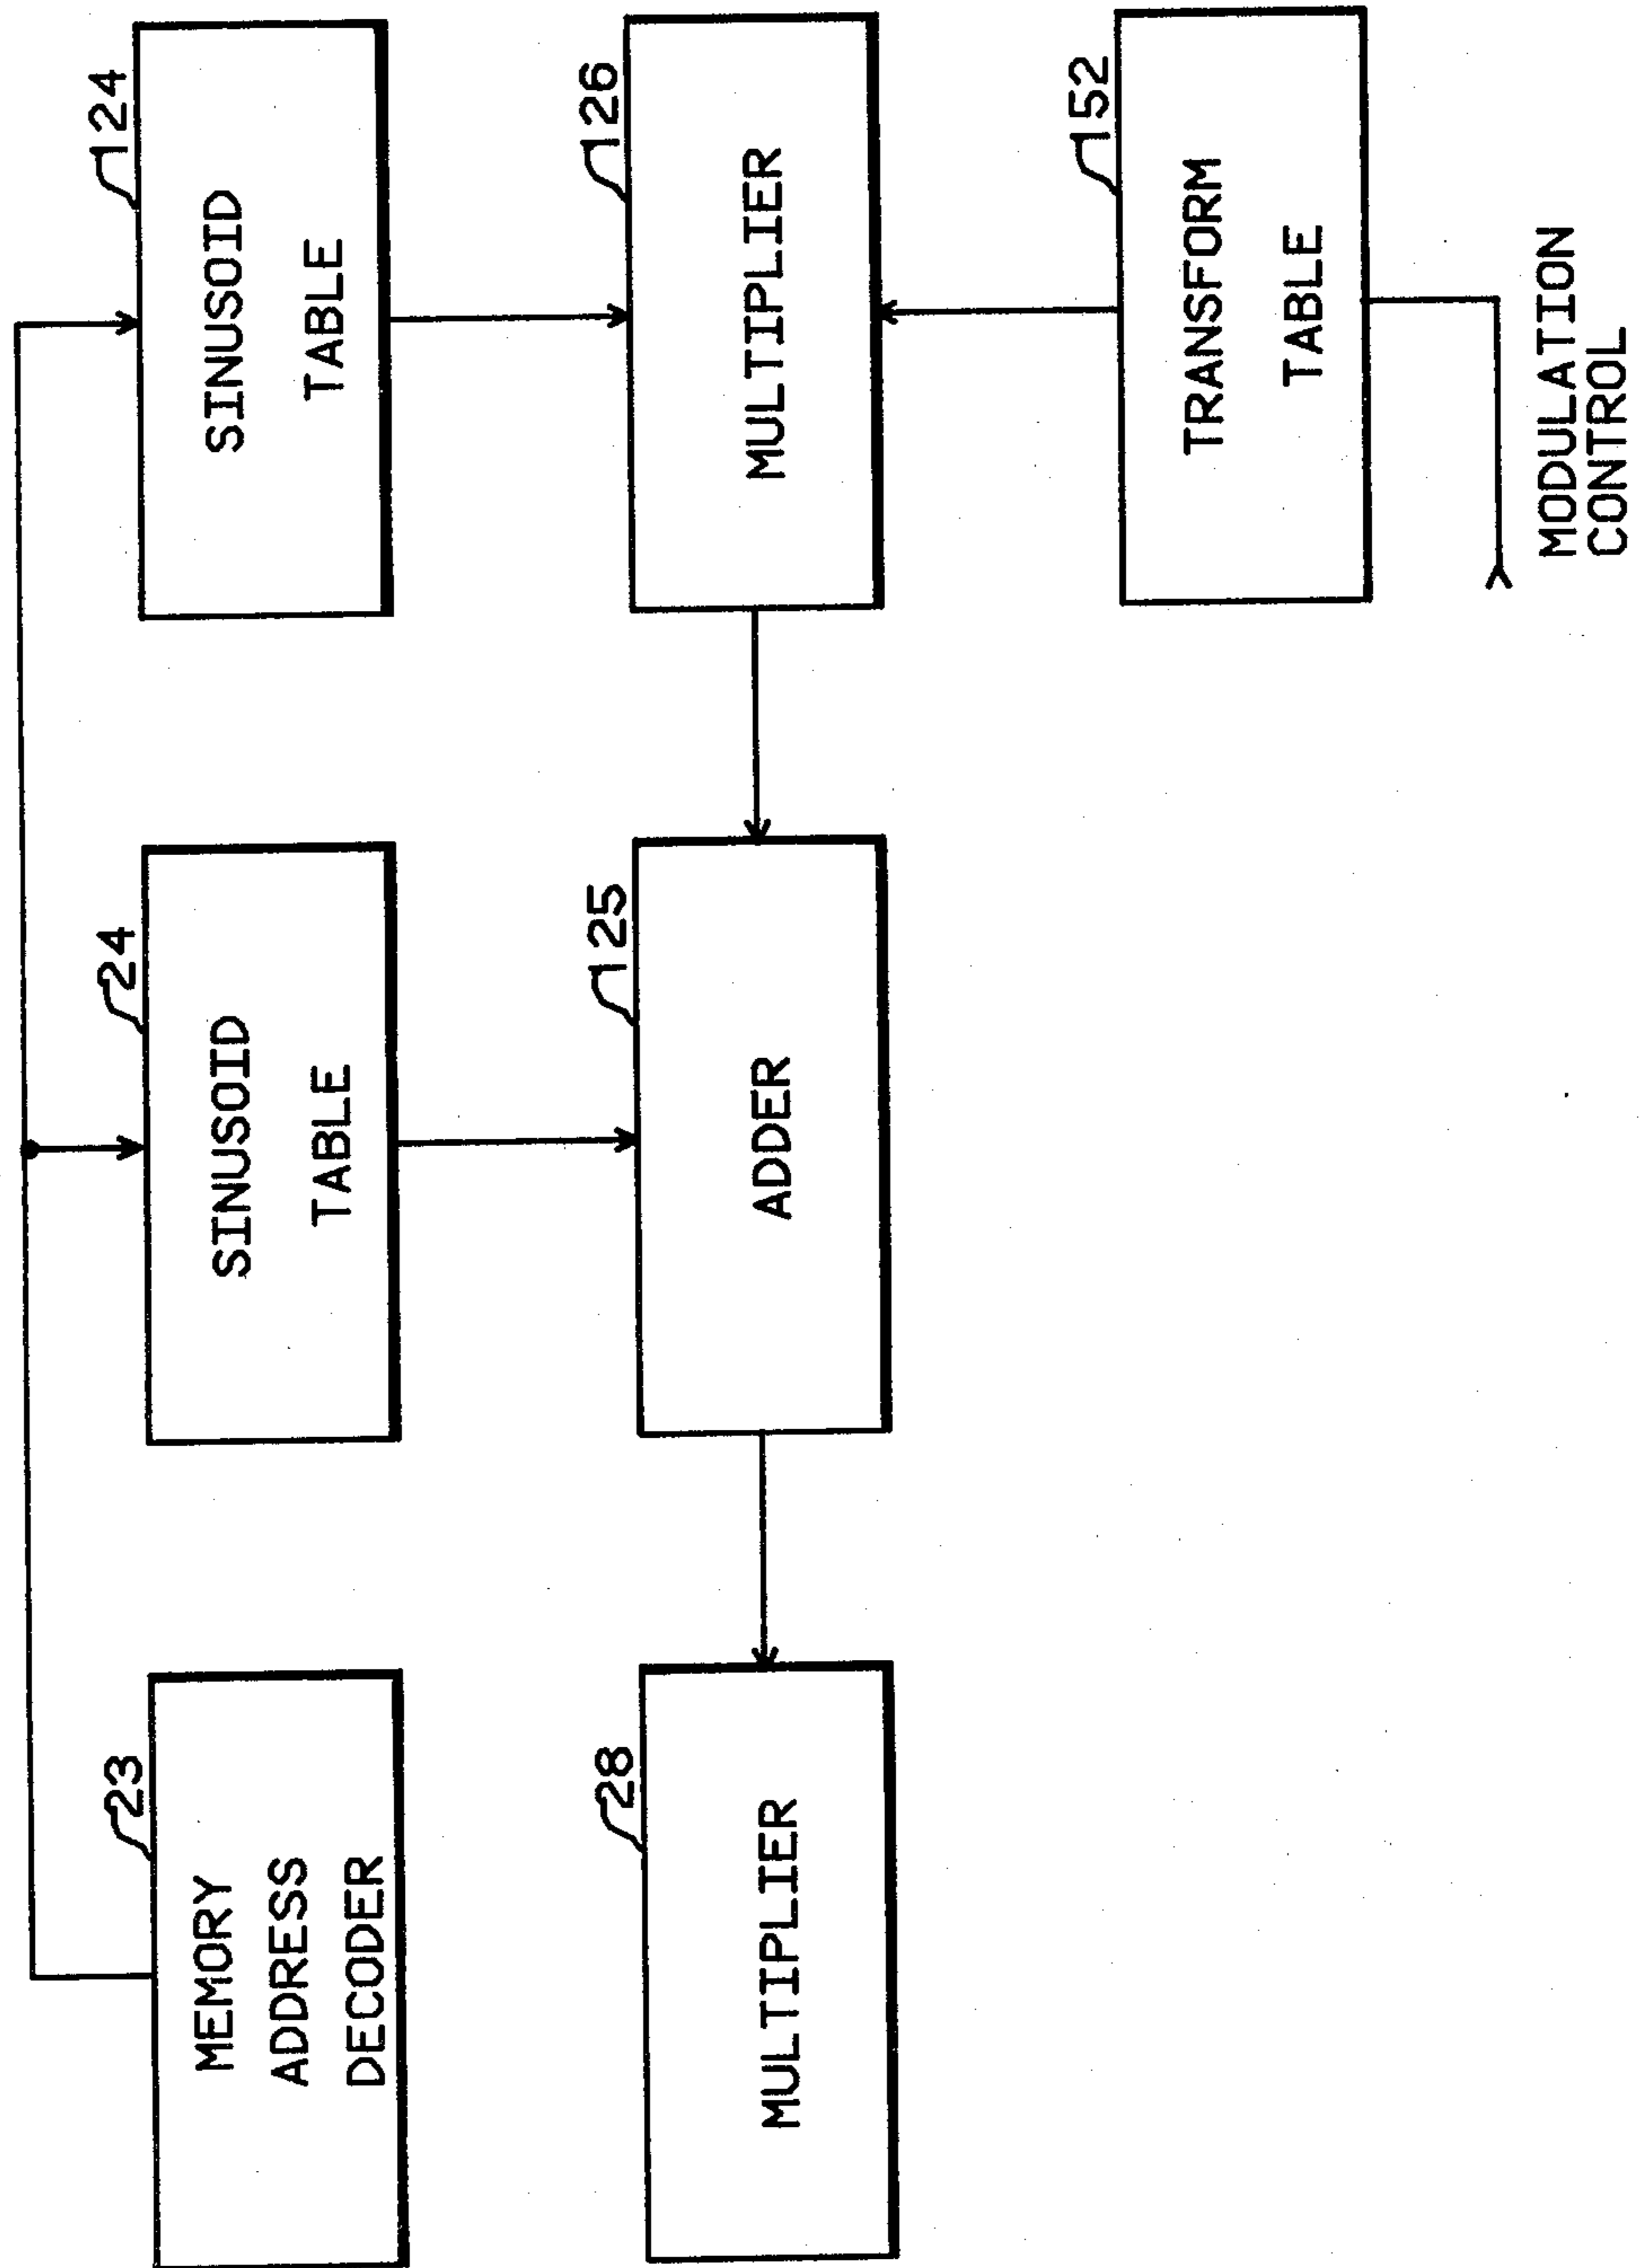 23
MEMORY
ADDRESS
DECODER
24
SINUSOID
TABLE
124
SINUSOID
TABLE
28
MULTIPLIER
125
ADDER
126
MULTIPLIER
152
TRANSFORM
TABLE
MODULATION
CONTROL